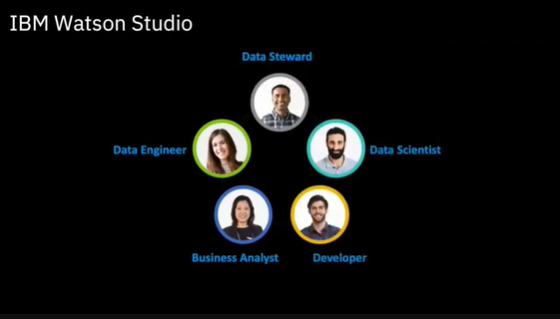 IBM Watson Studio
Data Steward
Data Engineer
Data Scientist
Business Analyst
Developer